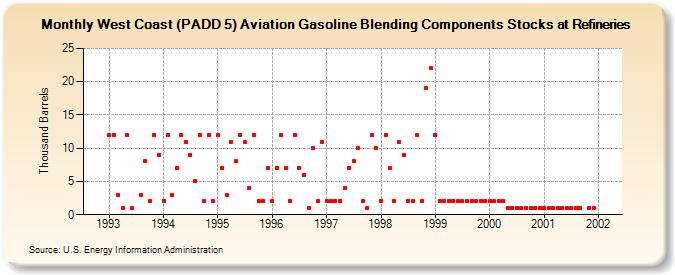 Monthly West Coast (PADD 5) Aviation Gasoline Blending Components Stocks at Refineries
Thousand Barrels
25
20
15
10
5
0
1993 1994 1995 1996 1997 1998 1999 2000 2001 2002
Source: U.S. Energy Information Administration